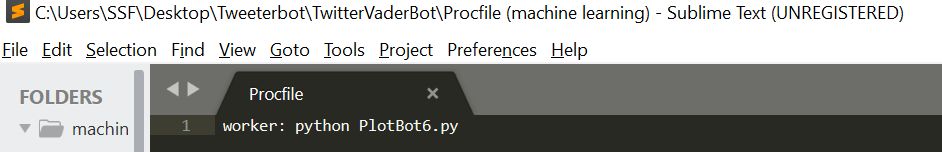 C:\Users\SSF\Desktop\Tweeterbot\TwitterVaderBot\Procfile (machine learning) - Sublime Text (UNREGISTERED)
File Edit Selection Find View Goto Tools Project Preferences Help
FOLDERS
machin
Procfile
1 worker: python PlotBot6.py